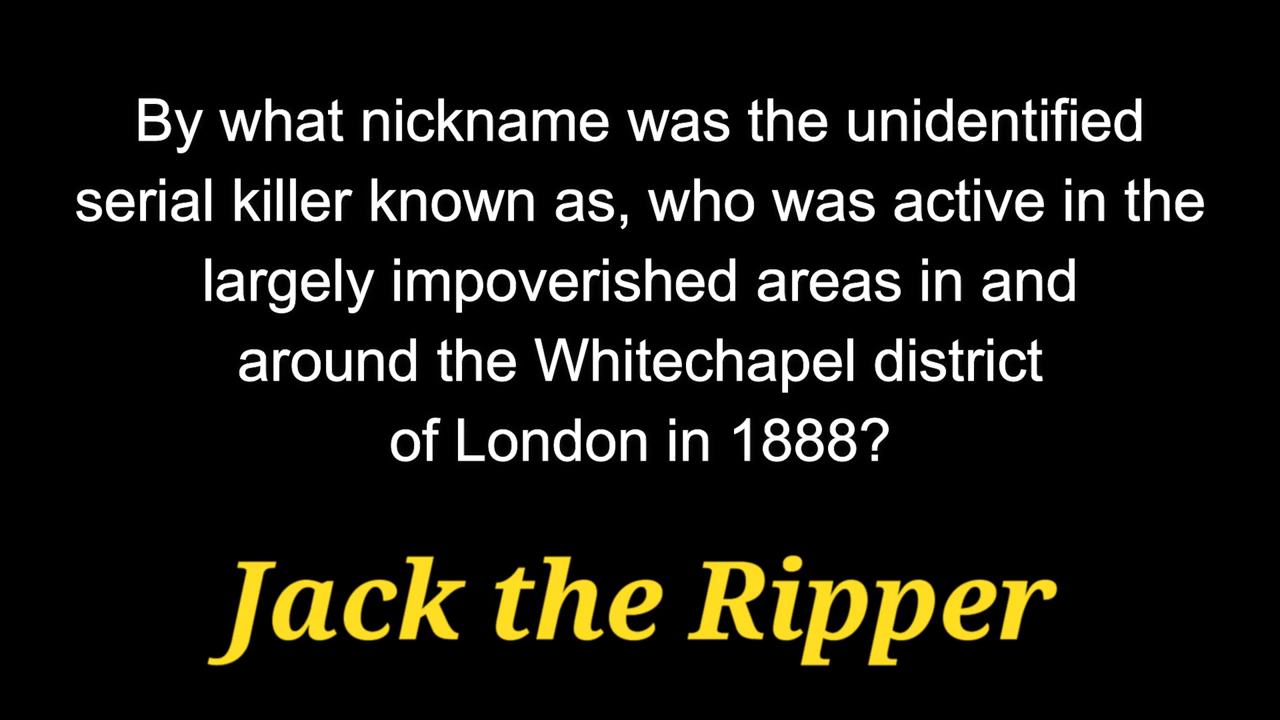 By what nickname was the unidentified
serial killer known as, who was active in the
largely impoverished areas in and
around the Whitechapel district
of London in 1888?
Jack the Ripper